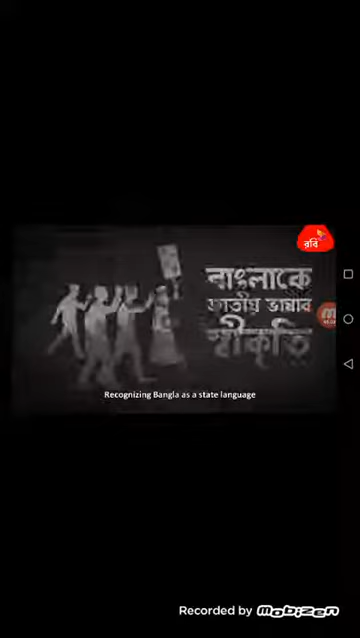 রবি
বাংলাকে
জাতীয় ভাষার
স্বীকৃতি
Recognizing Bangla as a state language
Recorded by mobizen